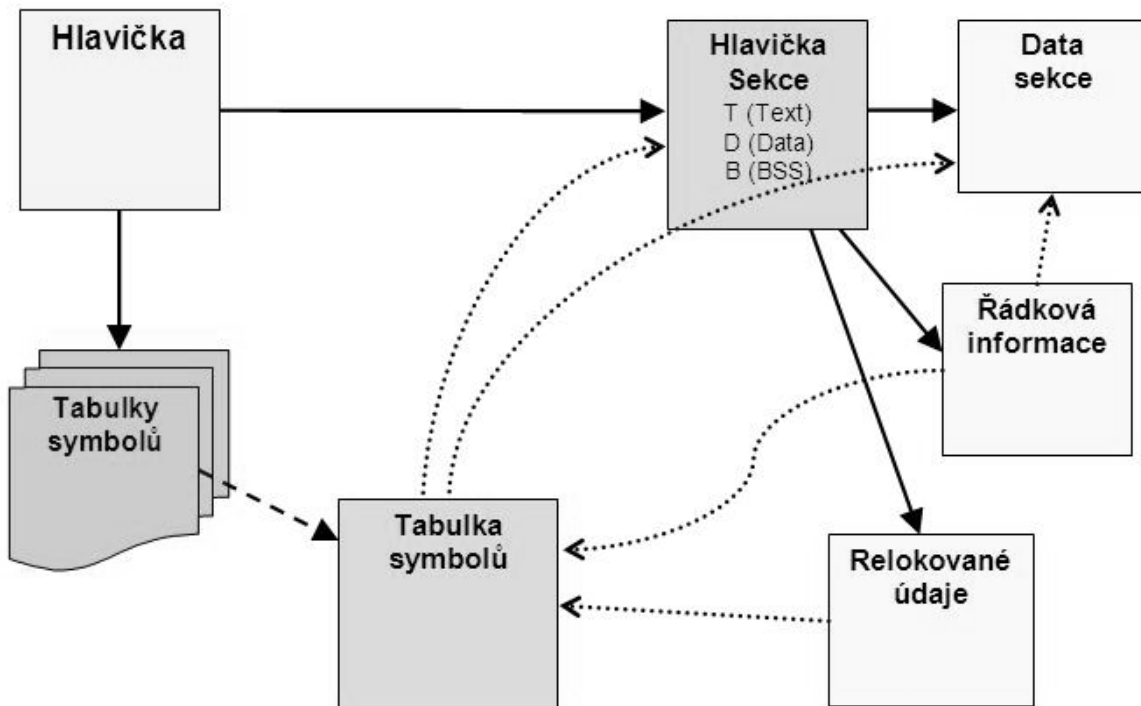 Hlavička
Hlavička
Sekce
T (Text)
D (Data)
B (BSS)
Data
sekce
Řádková
informace
Tabulky
symbolů
Tabulka
symbolů
Relokované
údaje